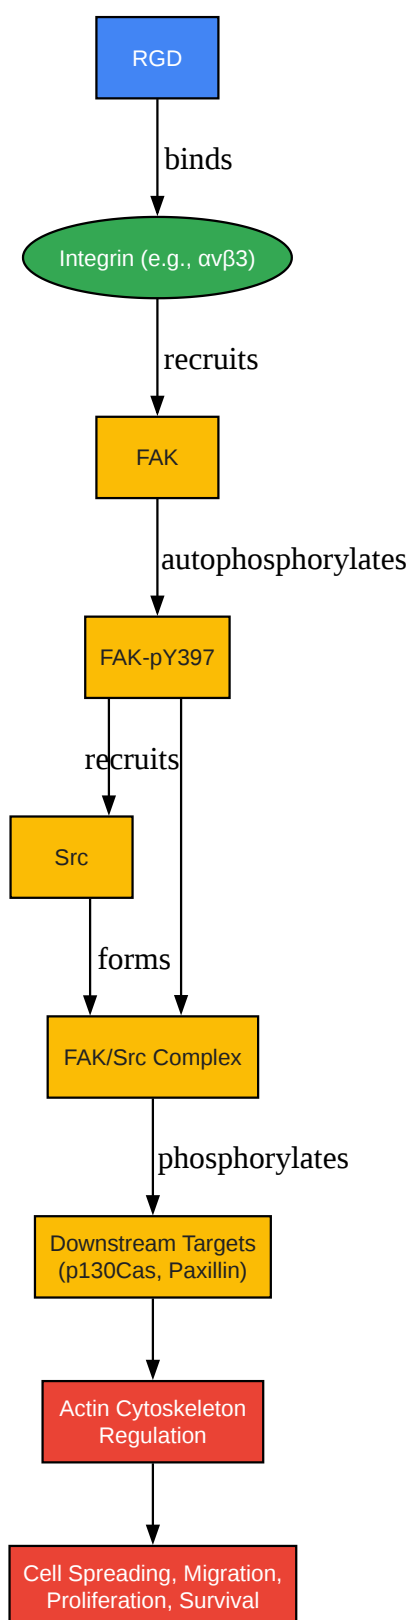 RGD
binds
Integrin (e.g., αvβ3)
recruits
FAK
autophosphorylates
FAK-pY397
recruits
Src
forms
FAK/Src Complex
phosphorylates
Downstream Targets
(p130Cas, Paxillin)
Actin Cytoskeleton
Regulation
Cell Spreading, Migration,
Proliferation, Survival